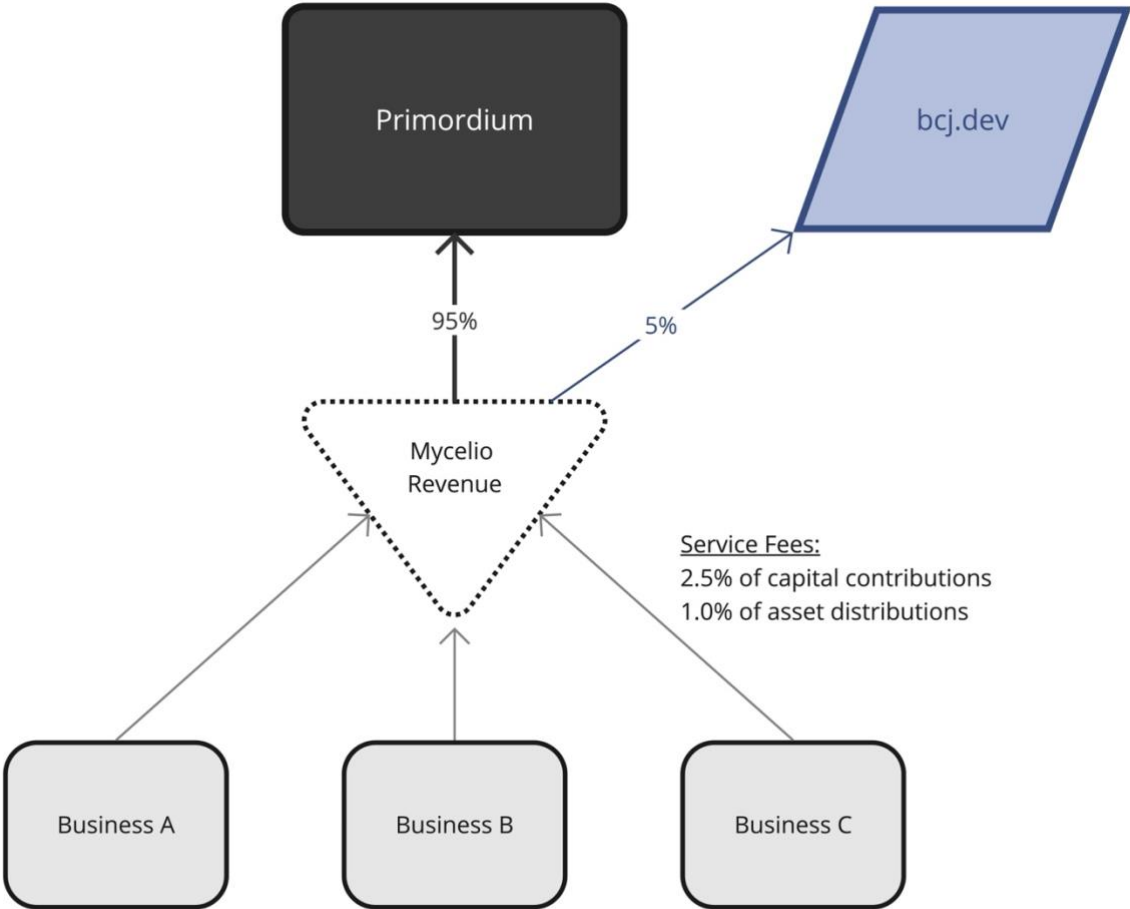 Primordium
bcj.dev
95%
5%
Mycelio
Revenue
Service Fees:
2.5% of capital contributions
1.0% of asset distributions
Business A
Business B
Business C